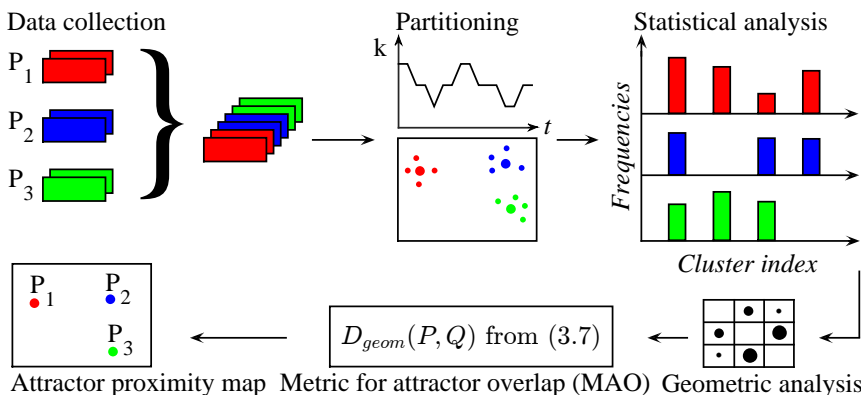 Data collection
Partitioning
Statistical analysis
P1
P2
P3
k
t
Frequencies
Cluster index
P1
P2
P3
D_geom(P, Q) from (3.7)
Attractor proximity map
Metric for attractor overlap (MAO)
Geometric analysis